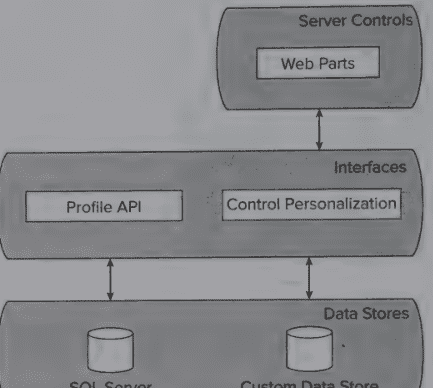 Server Controls
Web Parts
Interfaces
Profile API
Control Personalization
Data Stores
SQL Server
Custom Data Store